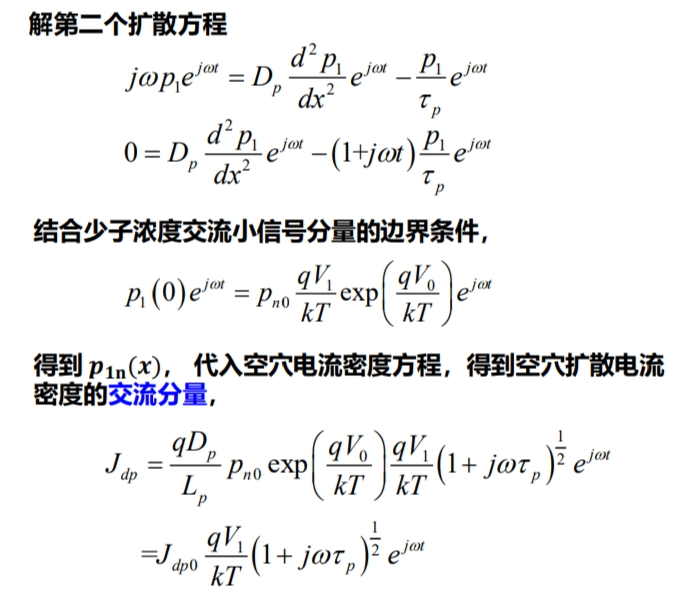 解第二个扩散方程
$j\omega p_1 e^{j\omega t} = D_p \frac{d^2 p_1}{dx^2} e^{j\omega t} - \frac{p_1}{\tau_p} e^{j\omega t}$
$0 = D_p \frac{d^2 p_1}{dx^2} e^{j\omega t} - (1+j\omega t) \frac{p_1}{\tau_p} e^{j\omega t}$
结合少子浓度交流小信号分量的边界条件，
$p_1(0) e^{j\omega t} = p_{n0} \frac{qV_1}{kT} \exp\left(\frac{qV_0}{kT}\right) e^{j\omega t}$
得到 $p_{1n}(x)$， 代入空穴电流密度方程，得到空穴扩散电流
密度的交流分量，
$J_{dp} = \frac{qD_p}{L_p} p_{n0} \exp\left(\frac{qV_0}{kT}\right) \frac{qV_1}{kT} (1 + j\omega\tau_p)^{\frac{1}{2}} e^{j\omega t}$
$= J_{dp0} \frac{qV_1}{kT} (1 + j\omega\tau_p)^{\frac{1}{2}} e^{j\omega t}$